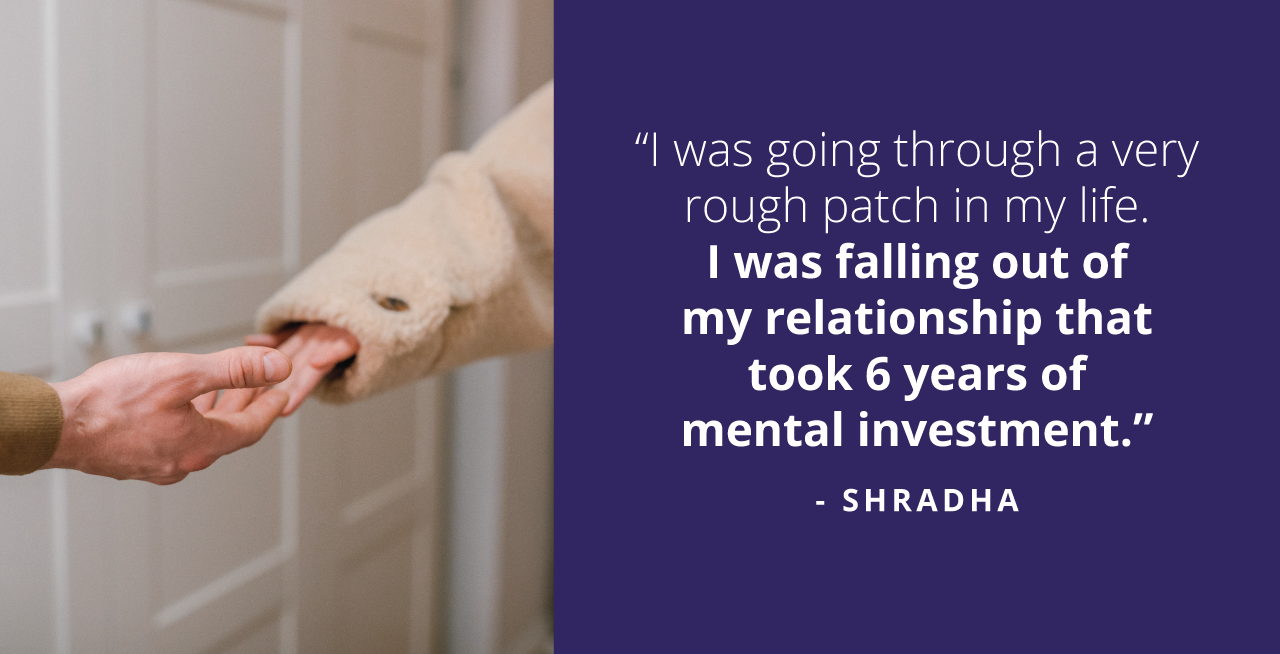 “I was going through a very
rough patch in my life.
I was falling out of
my relationship that
took 6 years of
mental investment.”
- SHRADHA